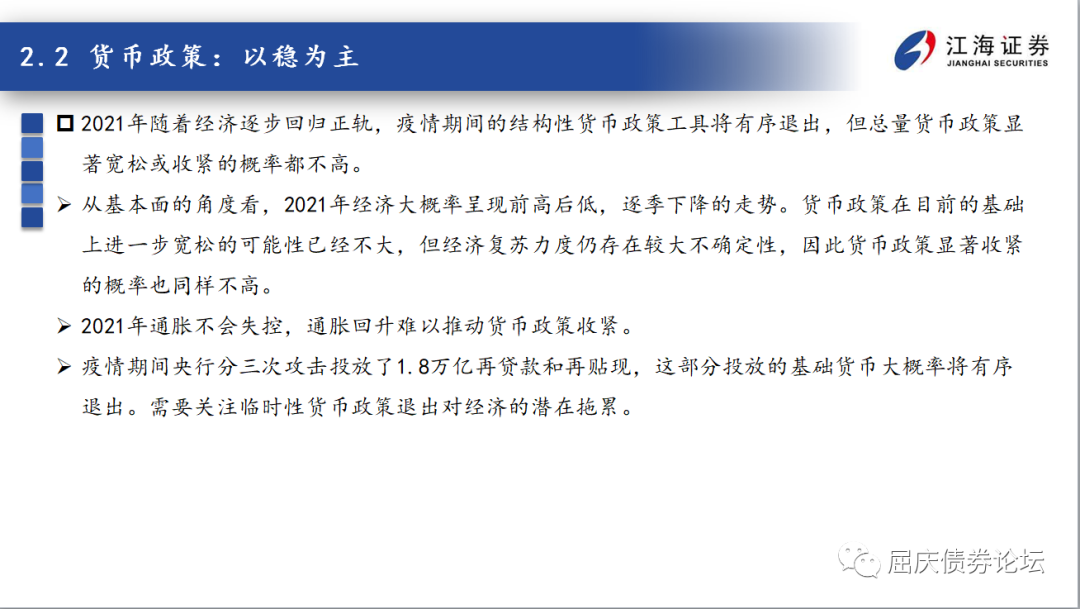 2.2 货币政策：以稳为主
江海证券
JIANGHAI SECURITIES
2021年随着经济逐步回归正轨，疫情期间的结构性货币政策工具将有序退出，但总量货币政策显
著宽松或收紧的概率都不高。
从基本面的角度看，2021年经济大概率呈现前高后低，逐季下降的走势。货币政策在目前的基础
上进一步宽松的可能性已经不大，但经济复苏力度仍存在较大不确定性，因此货币政策显著收紧
的概率也同样不高。
2021年通胀不会失控，通胀回升难以推动货币政策收紧。
疫情期间央行分三次攻击投放了1.8万亿再贷款和再贴现，这部分投放的基础货币大概率将有序
退出。需要关注临时性货币政策退出对经济的潜在拖累。
屈庆债券论坛